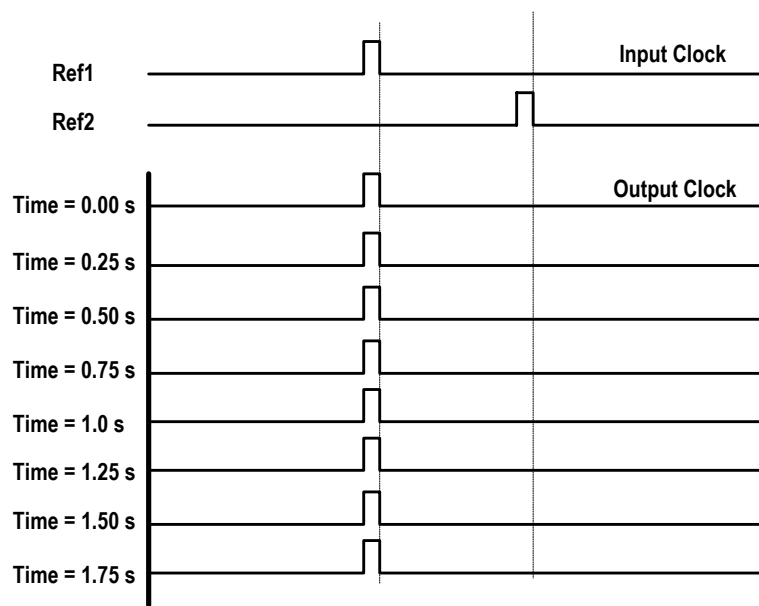 Input Clock
Ref1
Ref2
Output Clock
Time = 0.00 s
Time = 0.25 s
Time = 0.50 s
Time = 0.75 s
Time = 1.0 s
Time = 1.25 s
Time = 1.50 s
Time = 1.75 s